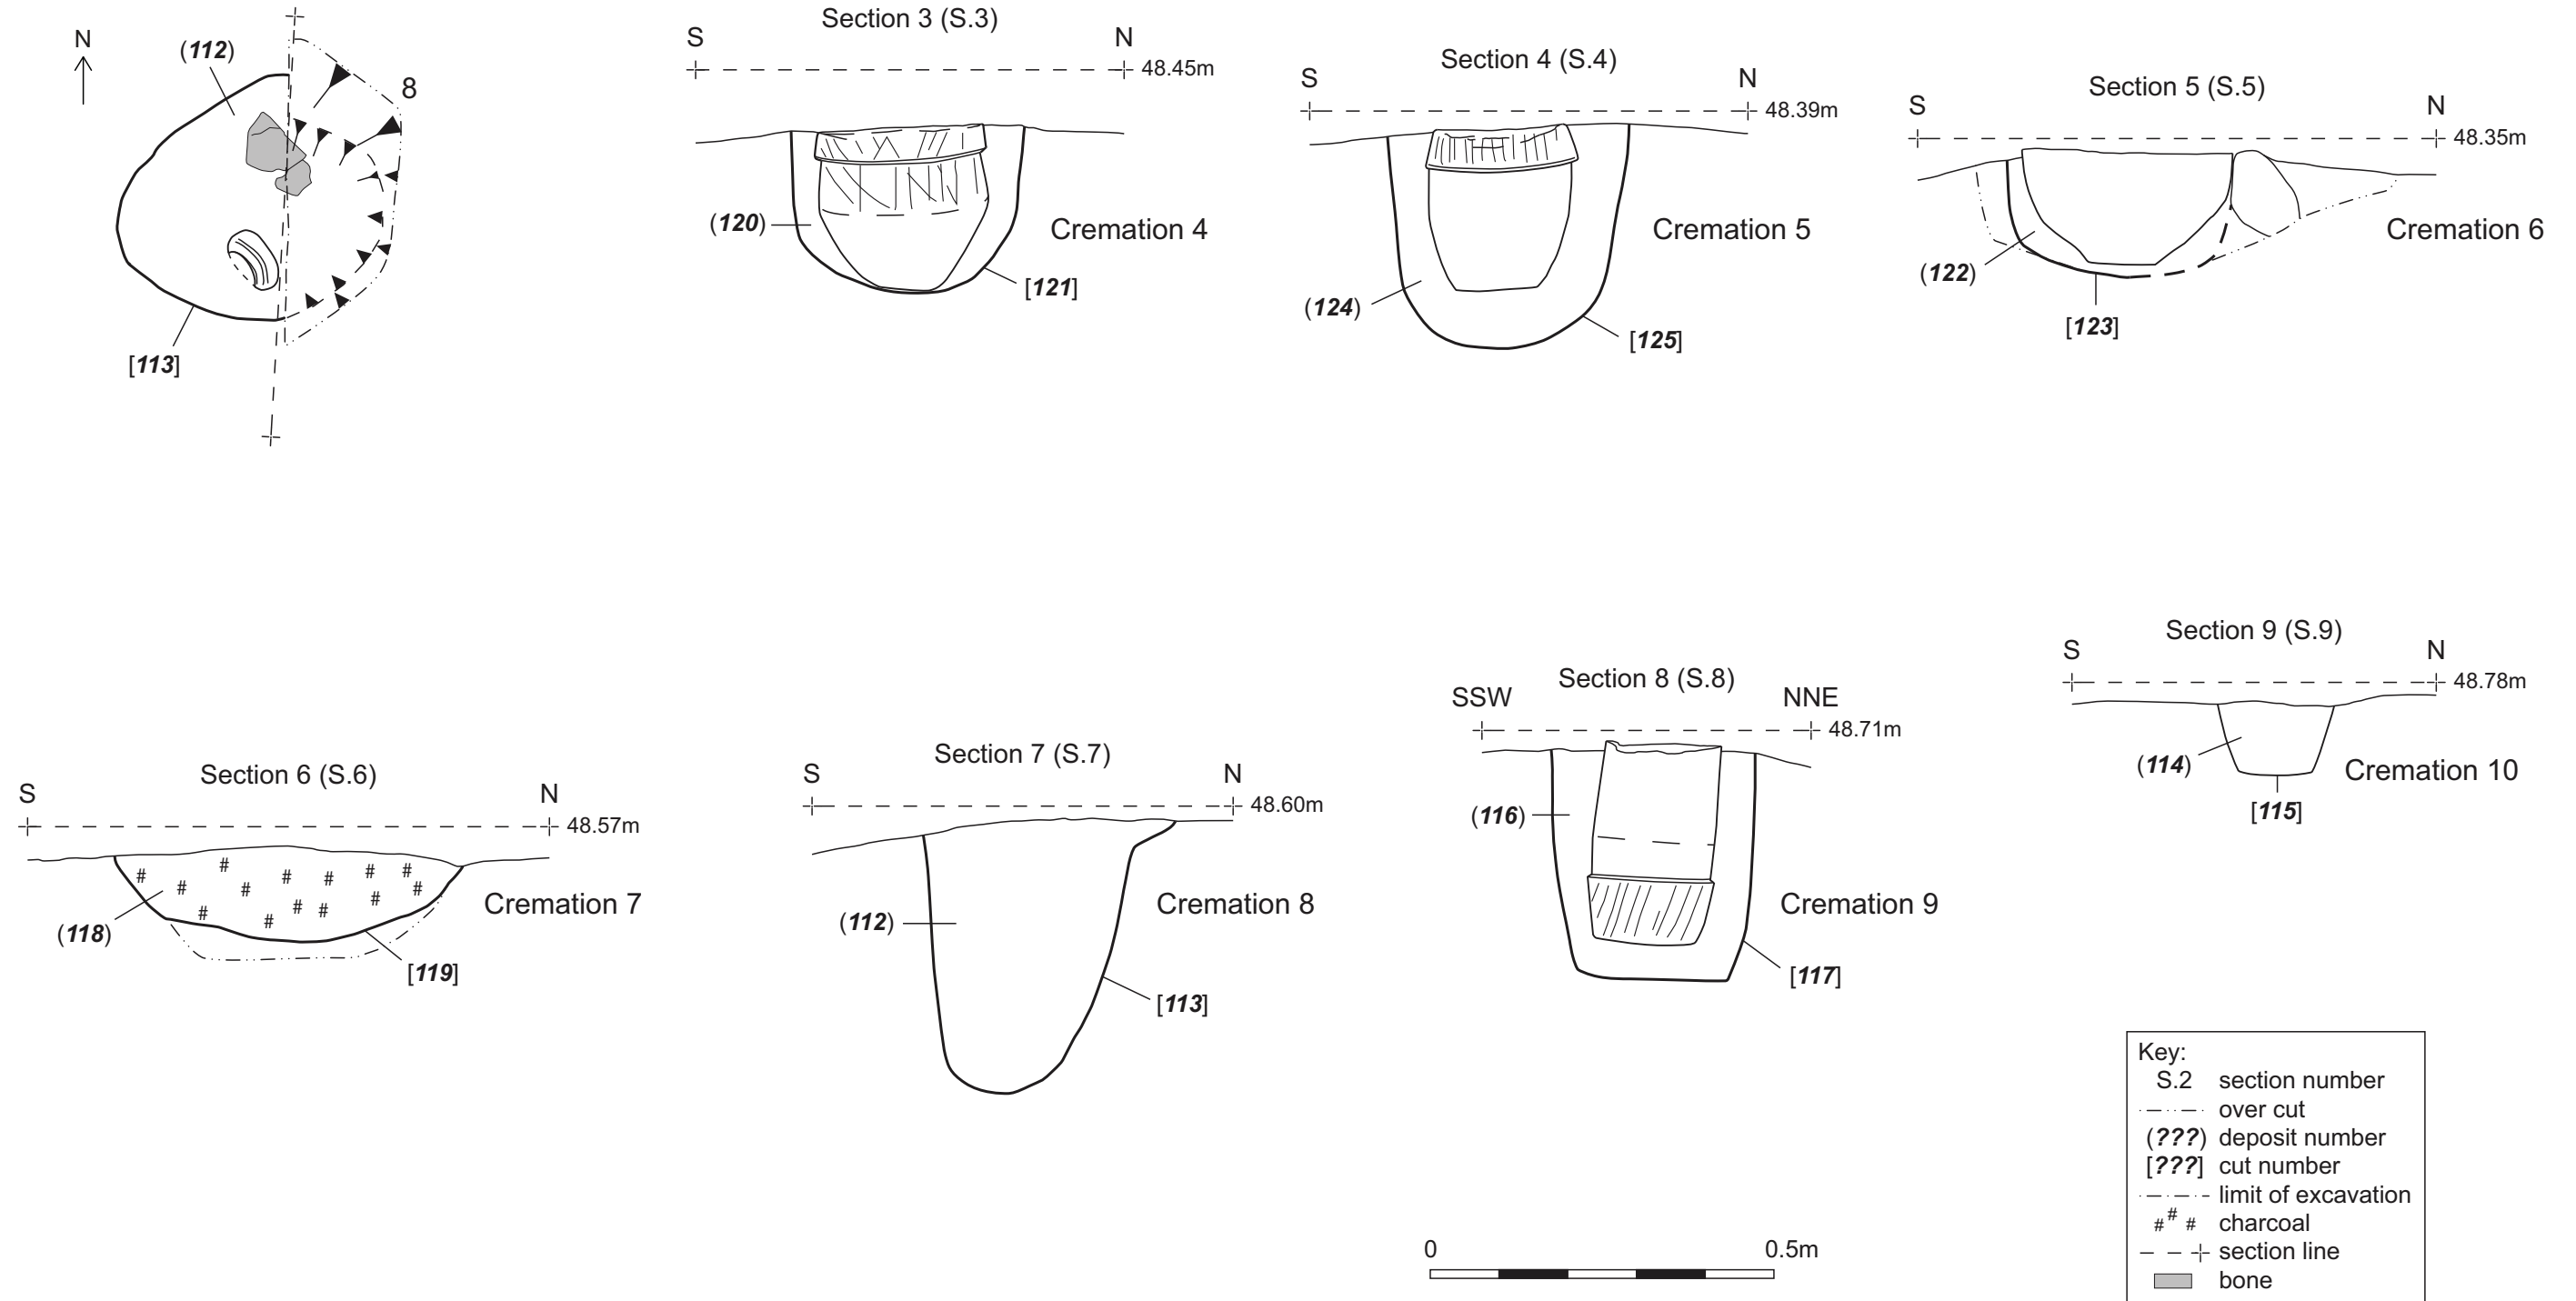 N
(112)
8
[113]
Section 3 (S.3)
S
N
48.45m
(120)
Cremation 4
[121]
Section 4 (S.4)
S
N
48.39m
Cremation 5
(124)
[125]
Section 5 (S.5)
S
N
48.35m
Cremation 6
(122)
[123]
Section 6 (S.6)
S
N
48.57m
# # # # # # # # # # # # # #
Cremation 7
(118)
[119]
Section 7 (S.7)
S
N
48.60m
(112)
Cremation 8
[113]
Section 8 (S.8)
SSW
NNE
48.71m
(116)
Cremation 9
[117]
Section 9 (S.9)
S
N
48.78m
(114)
Cremation 10
[115]
0 0.5m
Key:
S.2 section number
over cut
(???) deposit number
[???] cut number
limit of excavation
# # # charcoal
section line
bone